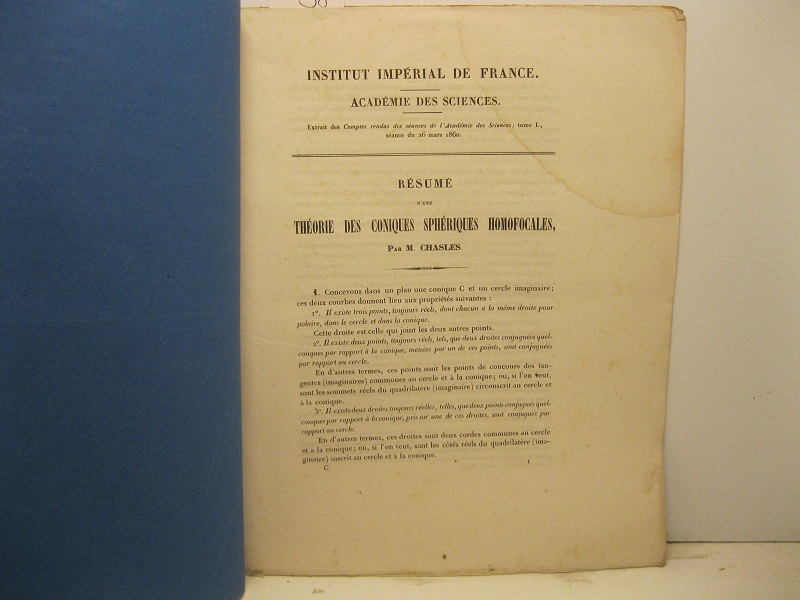 INSTITUT IMPÉRIAL DE FRANCE.
ACADÉMIE DES SCIENCES.
Extrait des Comptes rendus des séances de l'Académie des Sciences, tome L,
séance du 26 mars 1860.
RÉSUMÉ
D'UNE
THÉORIE DES CONIQUES SPHÉRIQUES HOMOFOCALES,
PAR M. CHASLES.
1. Concevons dans un plan une conique C et un cercle imaginaire;
ces deux courbes donnent lieu aux propriétés suivantes :
1°. Il existe trois points, toujours réels, dont chacun a la même droite pour
polaire, dans le cercle et dans la conique.
Cette droite est celle qui joint les deux autres points.
2°. Il existe deux points, toujours réels, tels, que deux droites conjuguées quel-
conques par rapport à la conique, menées par un de ces points, sont conjuguées
par rapport au cercle.
En d'autres termes, ces points sont les points de concours des tan-
gentes (imaginaires) communes au cercle et à la conique; ou, si l'on veut,
sont les sommets réels du quadrilatère (imaginaire) circonscrit au cercle et
à la conique.
3°. Il existe deux droites toujours réelles, telles, que deux points conjugués quel-
conques par rapport à la conique, pris sur une de ces droites, sont conjugués par
rapport au cercle.
En d'autres termes, ces droites sont deux cordes communes au cercle
et à la conique; ou, si l'on veut, sont les côtés réels du quadrilatère (ima-
ginaire) inscrit au cercle et à la conique.
C.
1